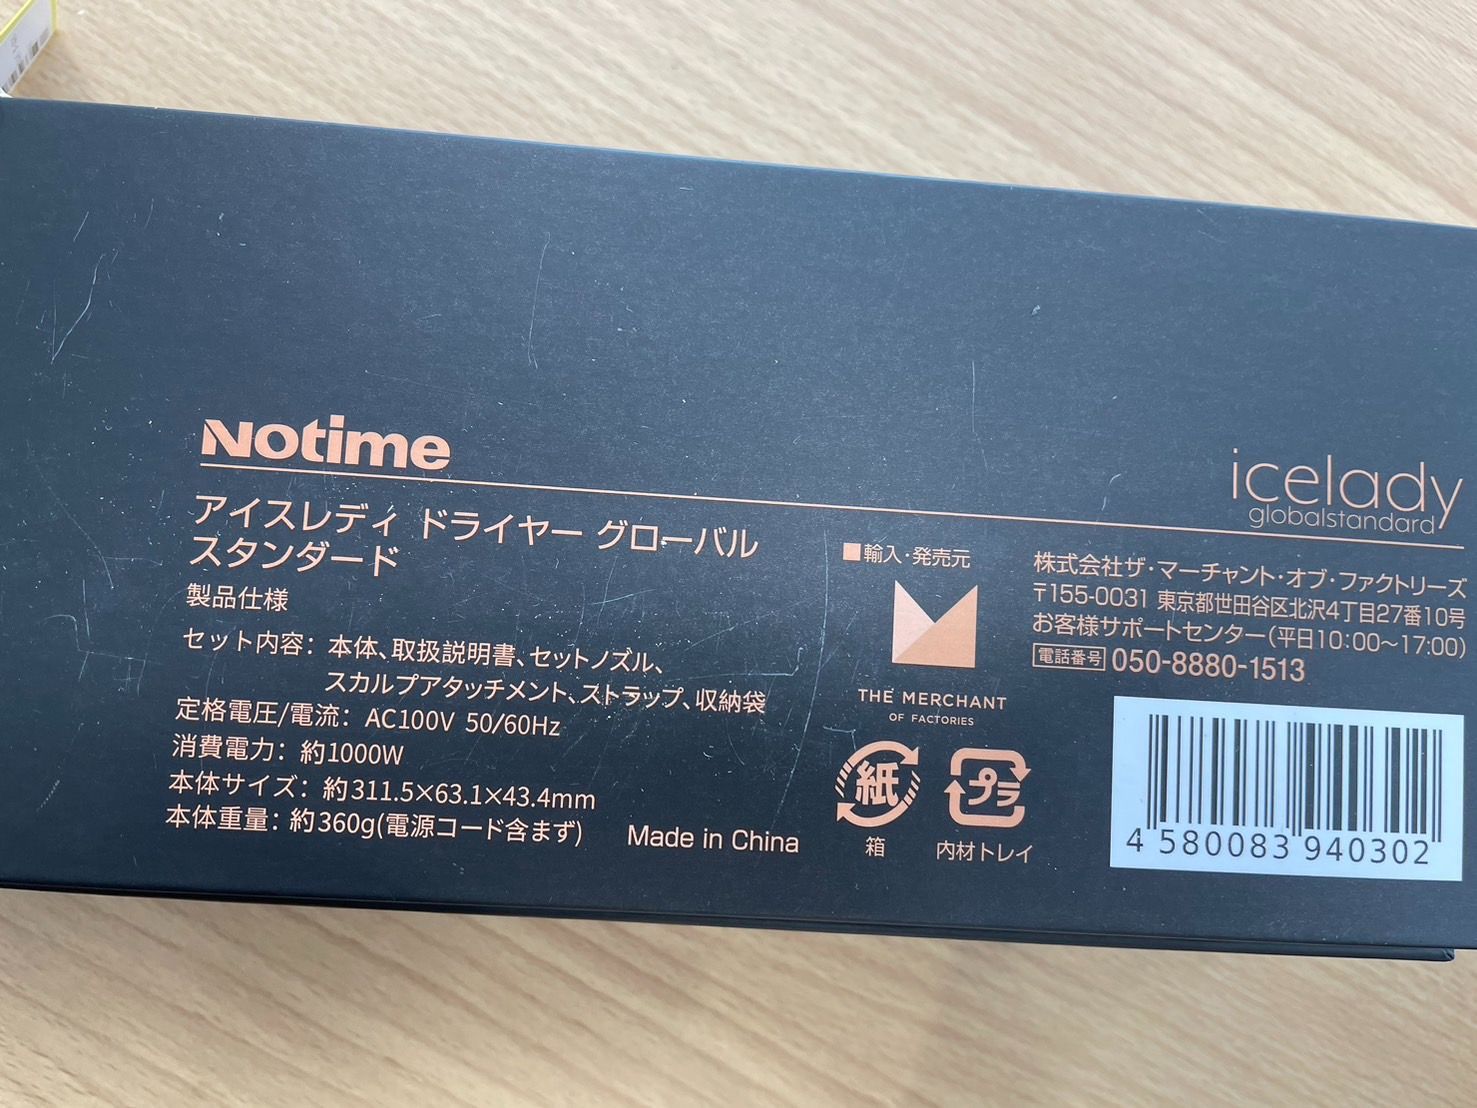 Notime
アイスレディ ドライヤー グローバル
スタンダード
製品仕様
セット内容：本体、取扱説明書、セットノズル、
スカルプアタッチメント、ストラップ、収納袋
定格電圧/電流：AC100V 50/60Hz
消費電力：約1000W
本体サイズ：約311.5×63.1×43.4mm
本体重量：約360g(電源コード含まず)
Made in China
■輸入・発売元
THE MERCHANT
OF FACTORIES
紙
箱
プラ
内材トレイ
icelady
globalstandard
株式会社ザ・マーチャント・オブ・ファクトリーズ
〒155-0031 東京都世田谷区北沢4丁目27番10号
お客様サポートセンター(平日10：00〜17:00)
電話番号 050-8880-1513
4 580083 940302